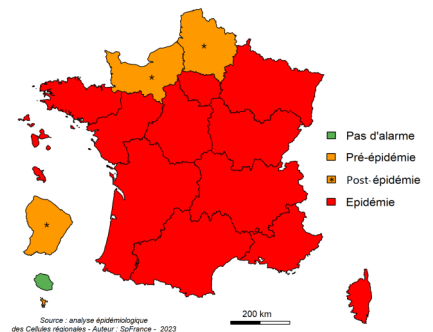 Pas d'alarme
Pré-épidémie
* Post-épidémie
Epidémie
200 km
Source : analyse épidémiologique
des Cellules régionales - Auteur : SpFrance - 2023